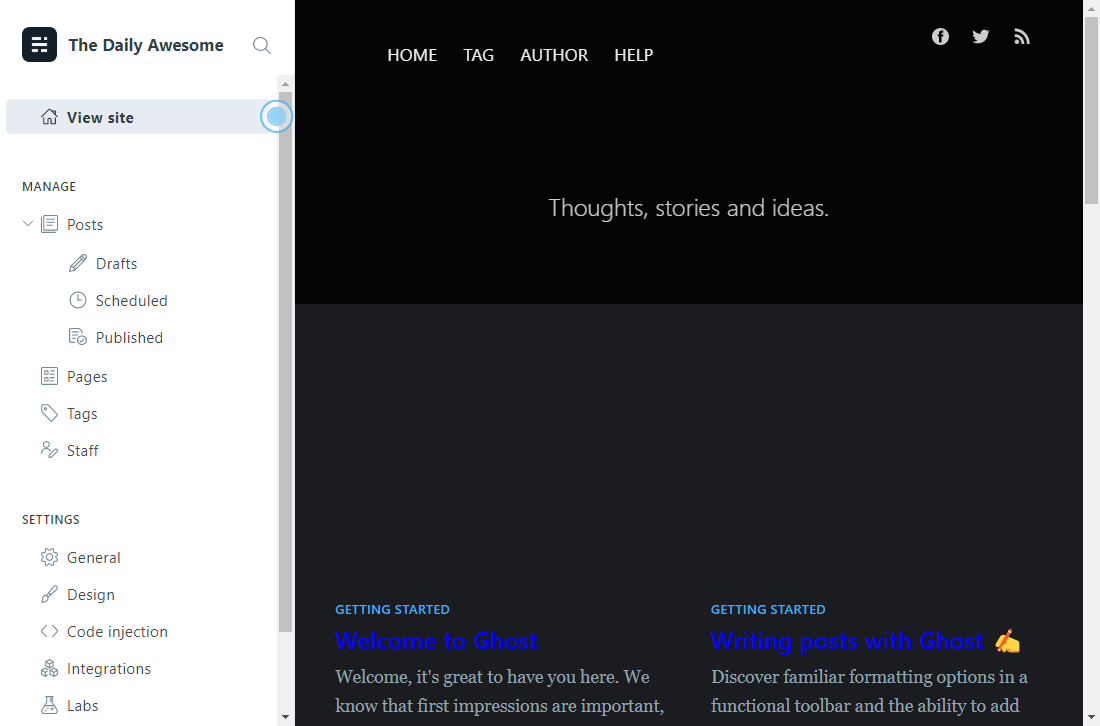 The Daily Awesome
View site
MANAGE
Posts
Drafts
Scheduled
Published
Pages
Tags
Staff
SETTINGS
General
Design
Code injection
Integrations
Labs
HOME TAG AUTHOR HELP
Thoughts, stories and ideas.
GETTING STARTED
Welcome to Ghost
Welcome, it's great to have you here. We
know that first impressions are important,
GETTING STARTED
Writing posts with Ghost ✍️
Discover familiar formatting options in a
functional toolbar and the ability to add